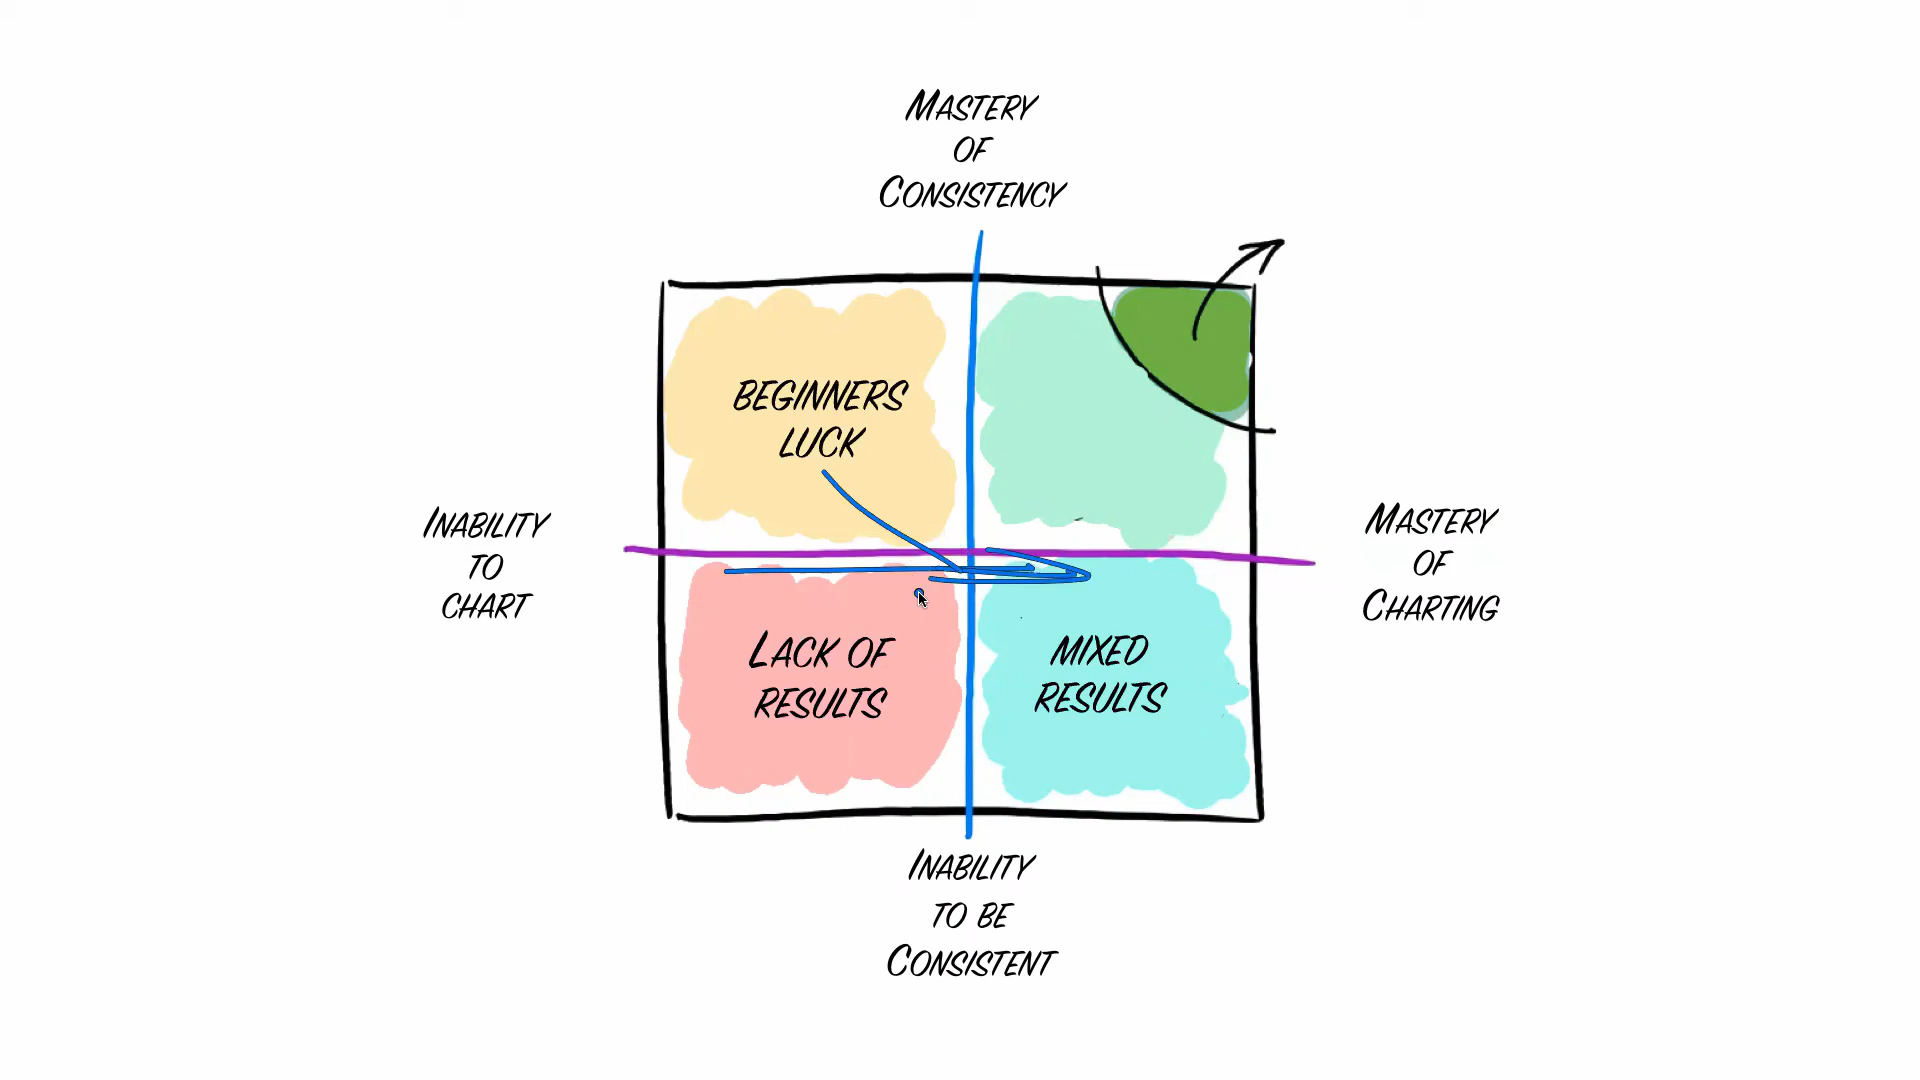 MASTERY
OF
CONSISTENCY
BEGINNERS
LUCK
INABILITY
TO
CHART
MASTERY
OF
CHARTING
LACK OF
RESULTS
MIXED
RESULTS
INABILITY
TO BE
CONSISTENT